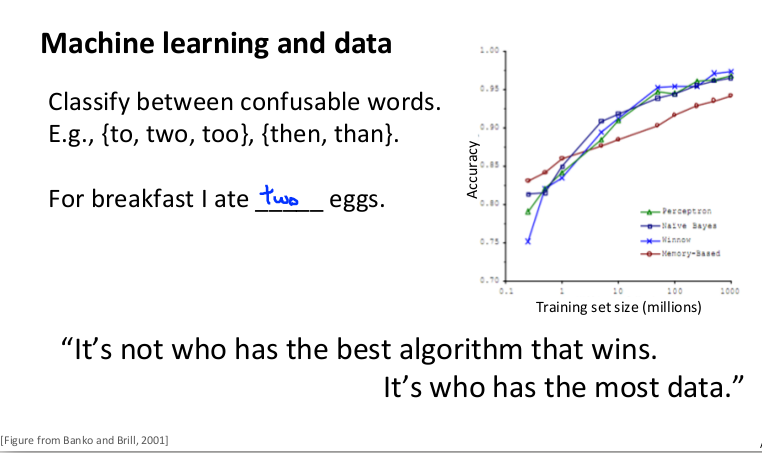 Machine learning and data
Classify between confusable words.
E.g., {to, two, too}, {then, than}.
For breakfast I ate two eggs.
1.00
0.95
0.90
0.85
0.80
0.75
0.70
Accuracy
Perceptron
Naive Bayes
Winnow
Memory-Based
0.1 1 10 100 1000
Training set size (millions)
“It’s not who has the best algorithm that wins.
It’s who has the most data.”
[Figure from Banko and Brill, 2001]